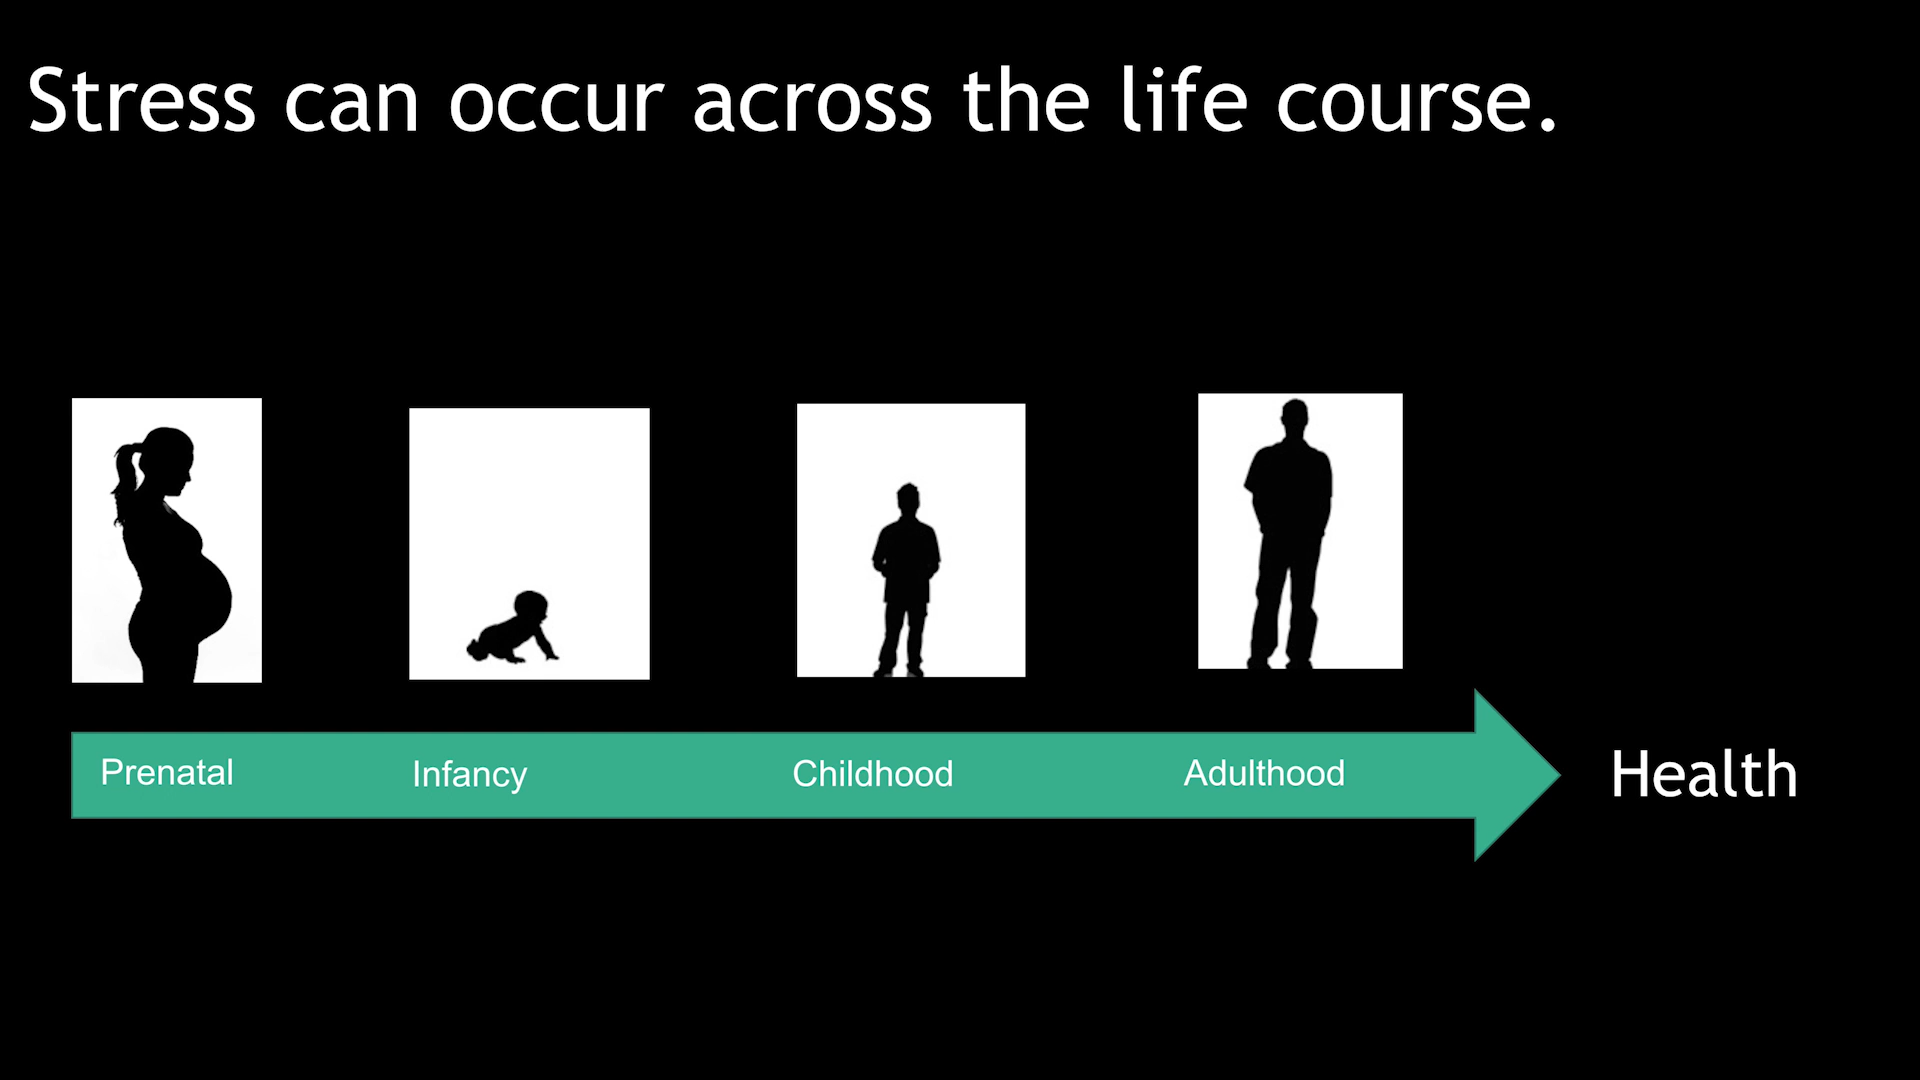 Stress can occur across the life course.
Prenatal
Infancy
Childhood
Adulthood
Health